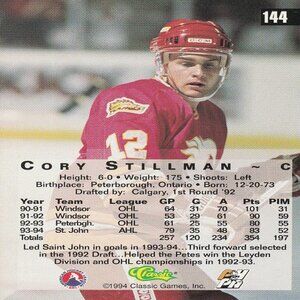 144
12
CORY STILLMAN ~ C
Height: 6-0 • Weight: 175 • Shoots: Left
Birthplace: Peterborough, Ontario • Born: 12-20-73
Drafted by: Calgary, 1st Round '92
Year Team League GP G A Pts PIM
90-91 Windsor OHL 64 31 70 101 31
91-92 Windsor OHL 53 29 61 90 59
92-93 Peterbgh. OHL 61 25 55 80 55
93-94 St. John AHL 79 35 48 83 52
Totals 257 120 234 354 197
Led Saint John in goals in 1993-94...Third forward selected
in the 1992 Draft...Helped the Petes win the Leyden
Division and OHL championships in 1992-93.
Classic
©1994 Classic Games, Inc.